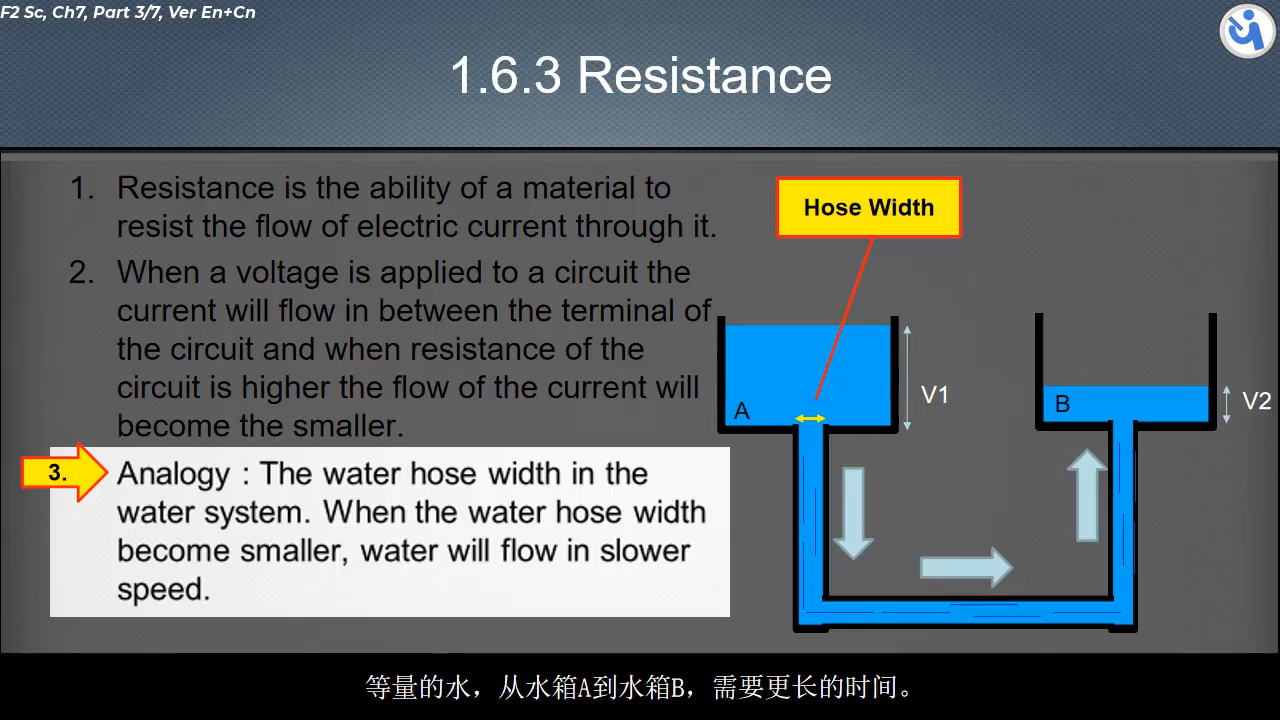 F2 Sc, Ch7, Part 3/7, Ver En+Cn
1.6.3 Resistance
1. Resistance is the ability of a material to
resist the flow of electric current through it.
2. When a voltage is applied to a circuit the
current will flow in between the terminal of
the circuit and when resistance of the
circuit is higher the flow of the current will
become the smaller.
3. Analogy : The water hose width in the
water system. When the water hose width
become smaller, water will flow in slower
speed.
Hose Width
A
V1
B
V2
等量的水，从水箱A到水箱B，需要更长的时间。